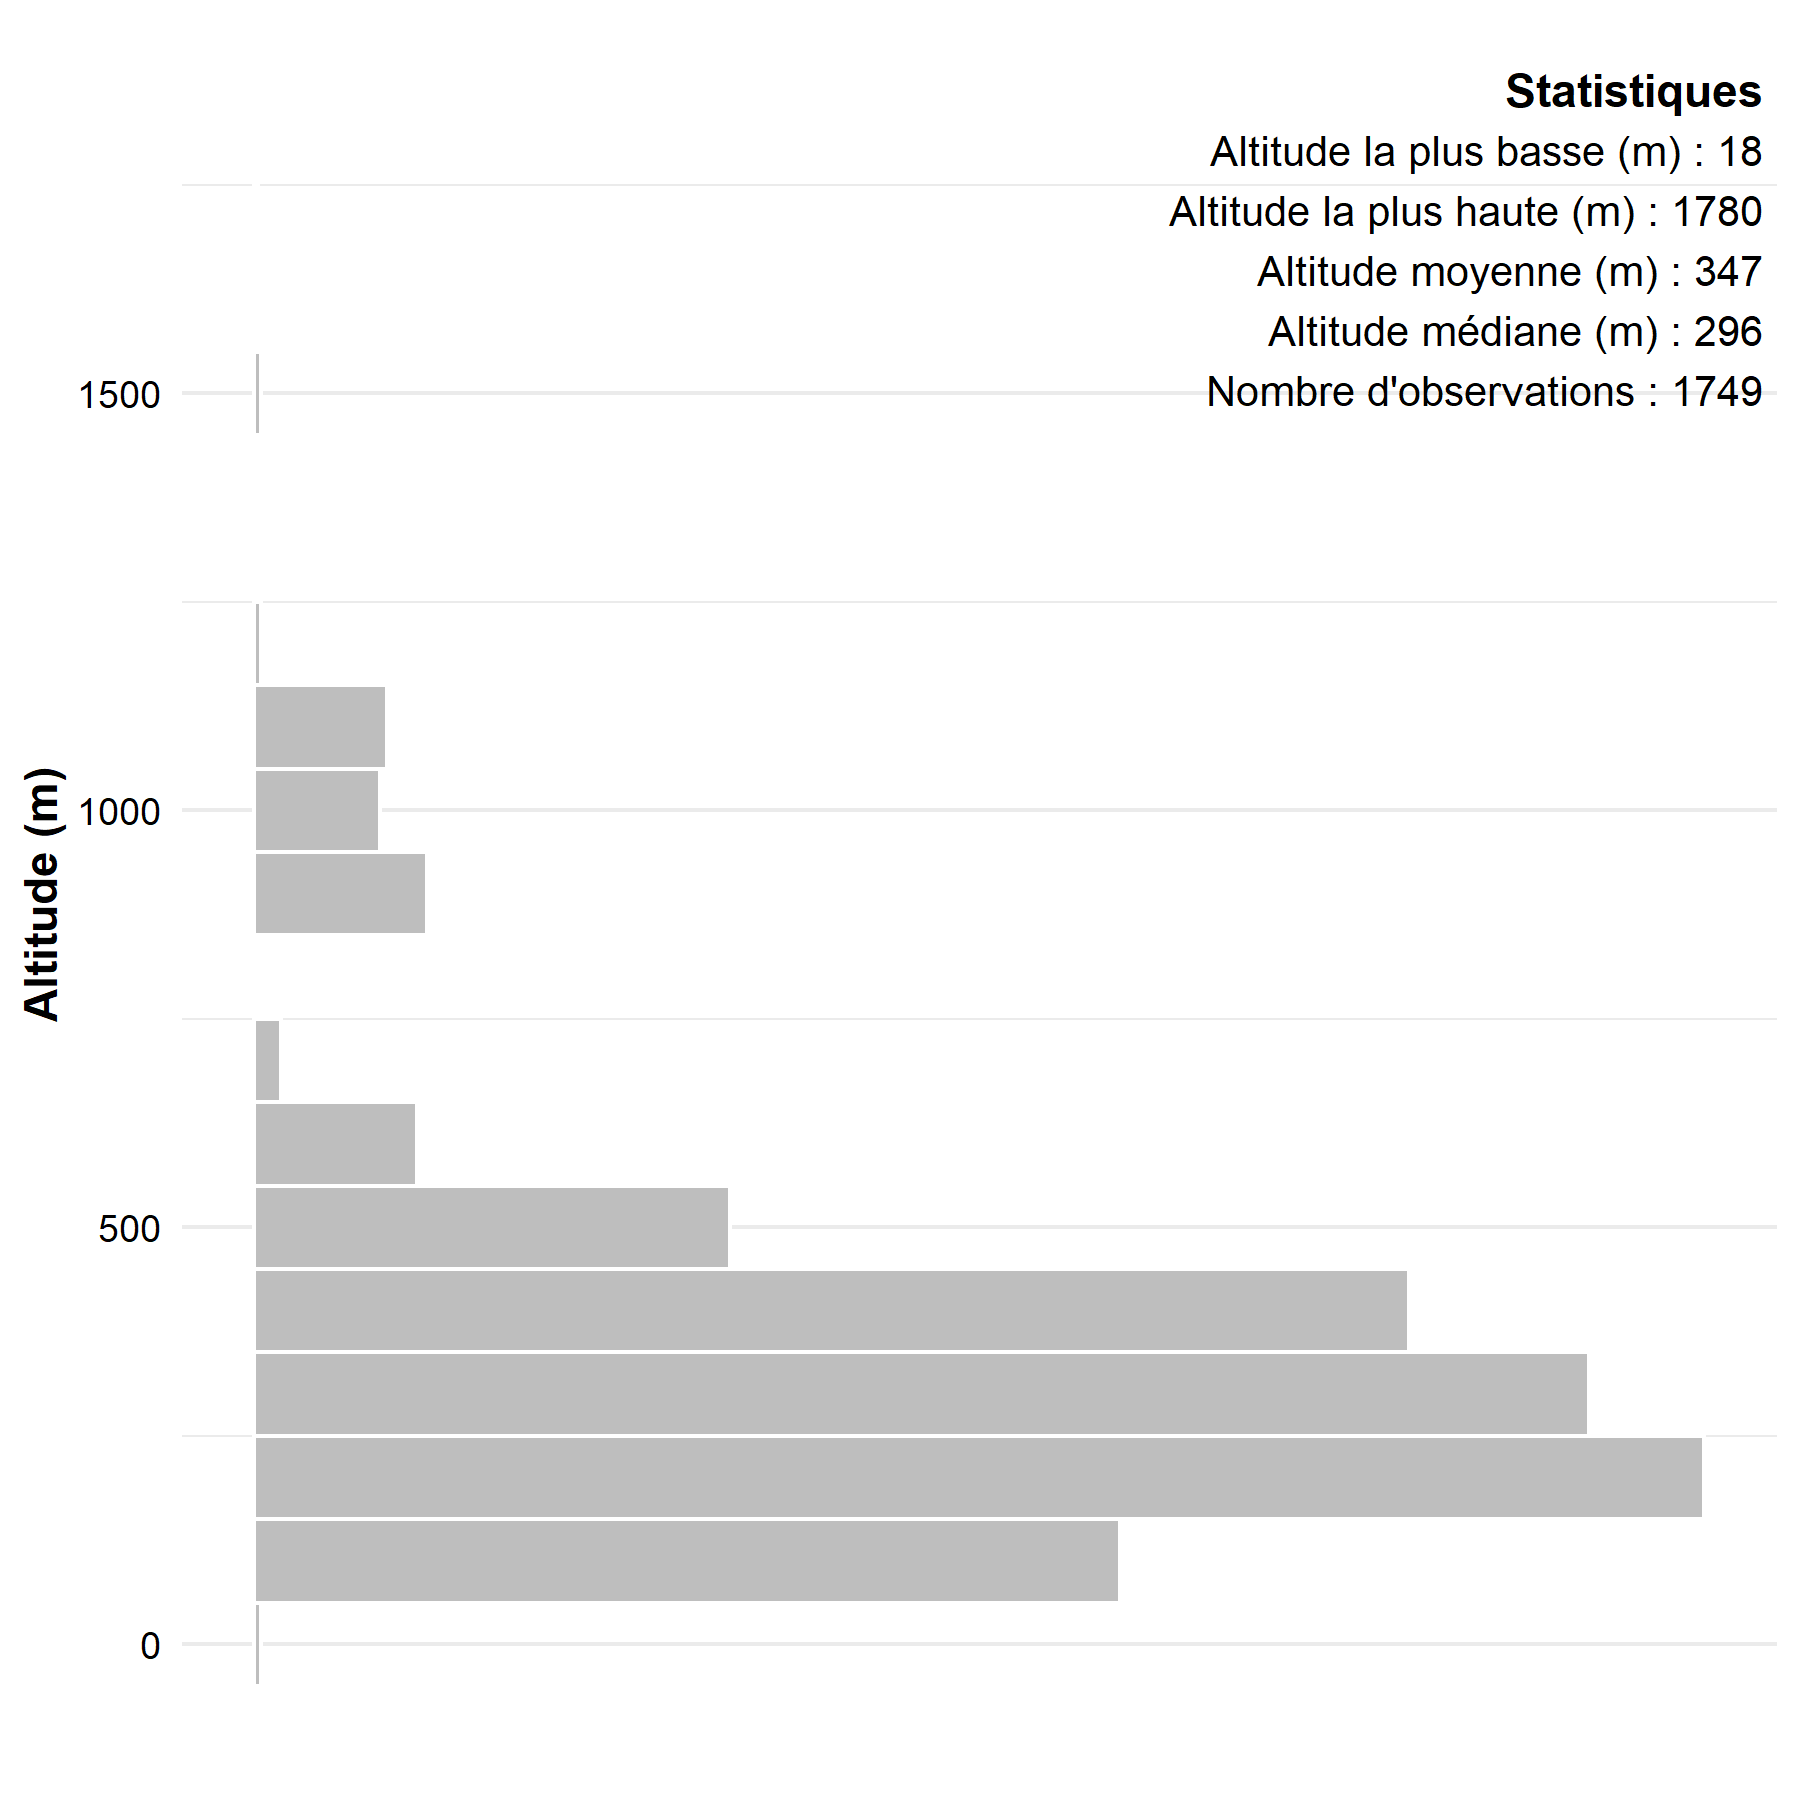 Statistiques
Altitude la plus basse (m) : 18
Altitude la plus haute (m) : 1780
Altitude moyenne (m) : 347
Altitude médiane (m) : 296
Nombre d'observations : 1749
1500
1000
500
0
Altitude (m)